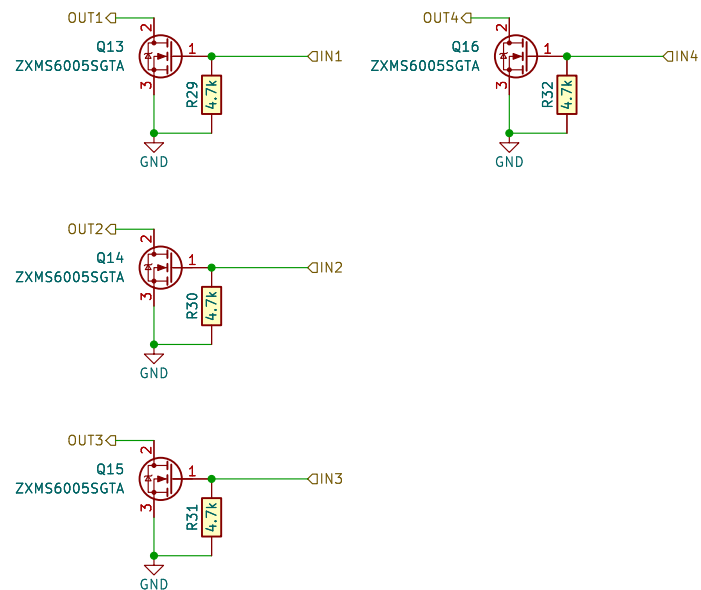 OUT1
2
Q13
ZXMS6005SGTA
1
IN1
3
R29
4.7k
GND
OUT4
2
Q16
ZXMS6005SGTA
1
IN4
3
R32
4.7k
GND
OUT2
2
Q14
ZXMS6005SGTA
1
IN2
3
R30
4.7k
GND
OUT3
2
Q15
ZXMS6005SGTA
1
IN3
3
R31
4.7k
GND